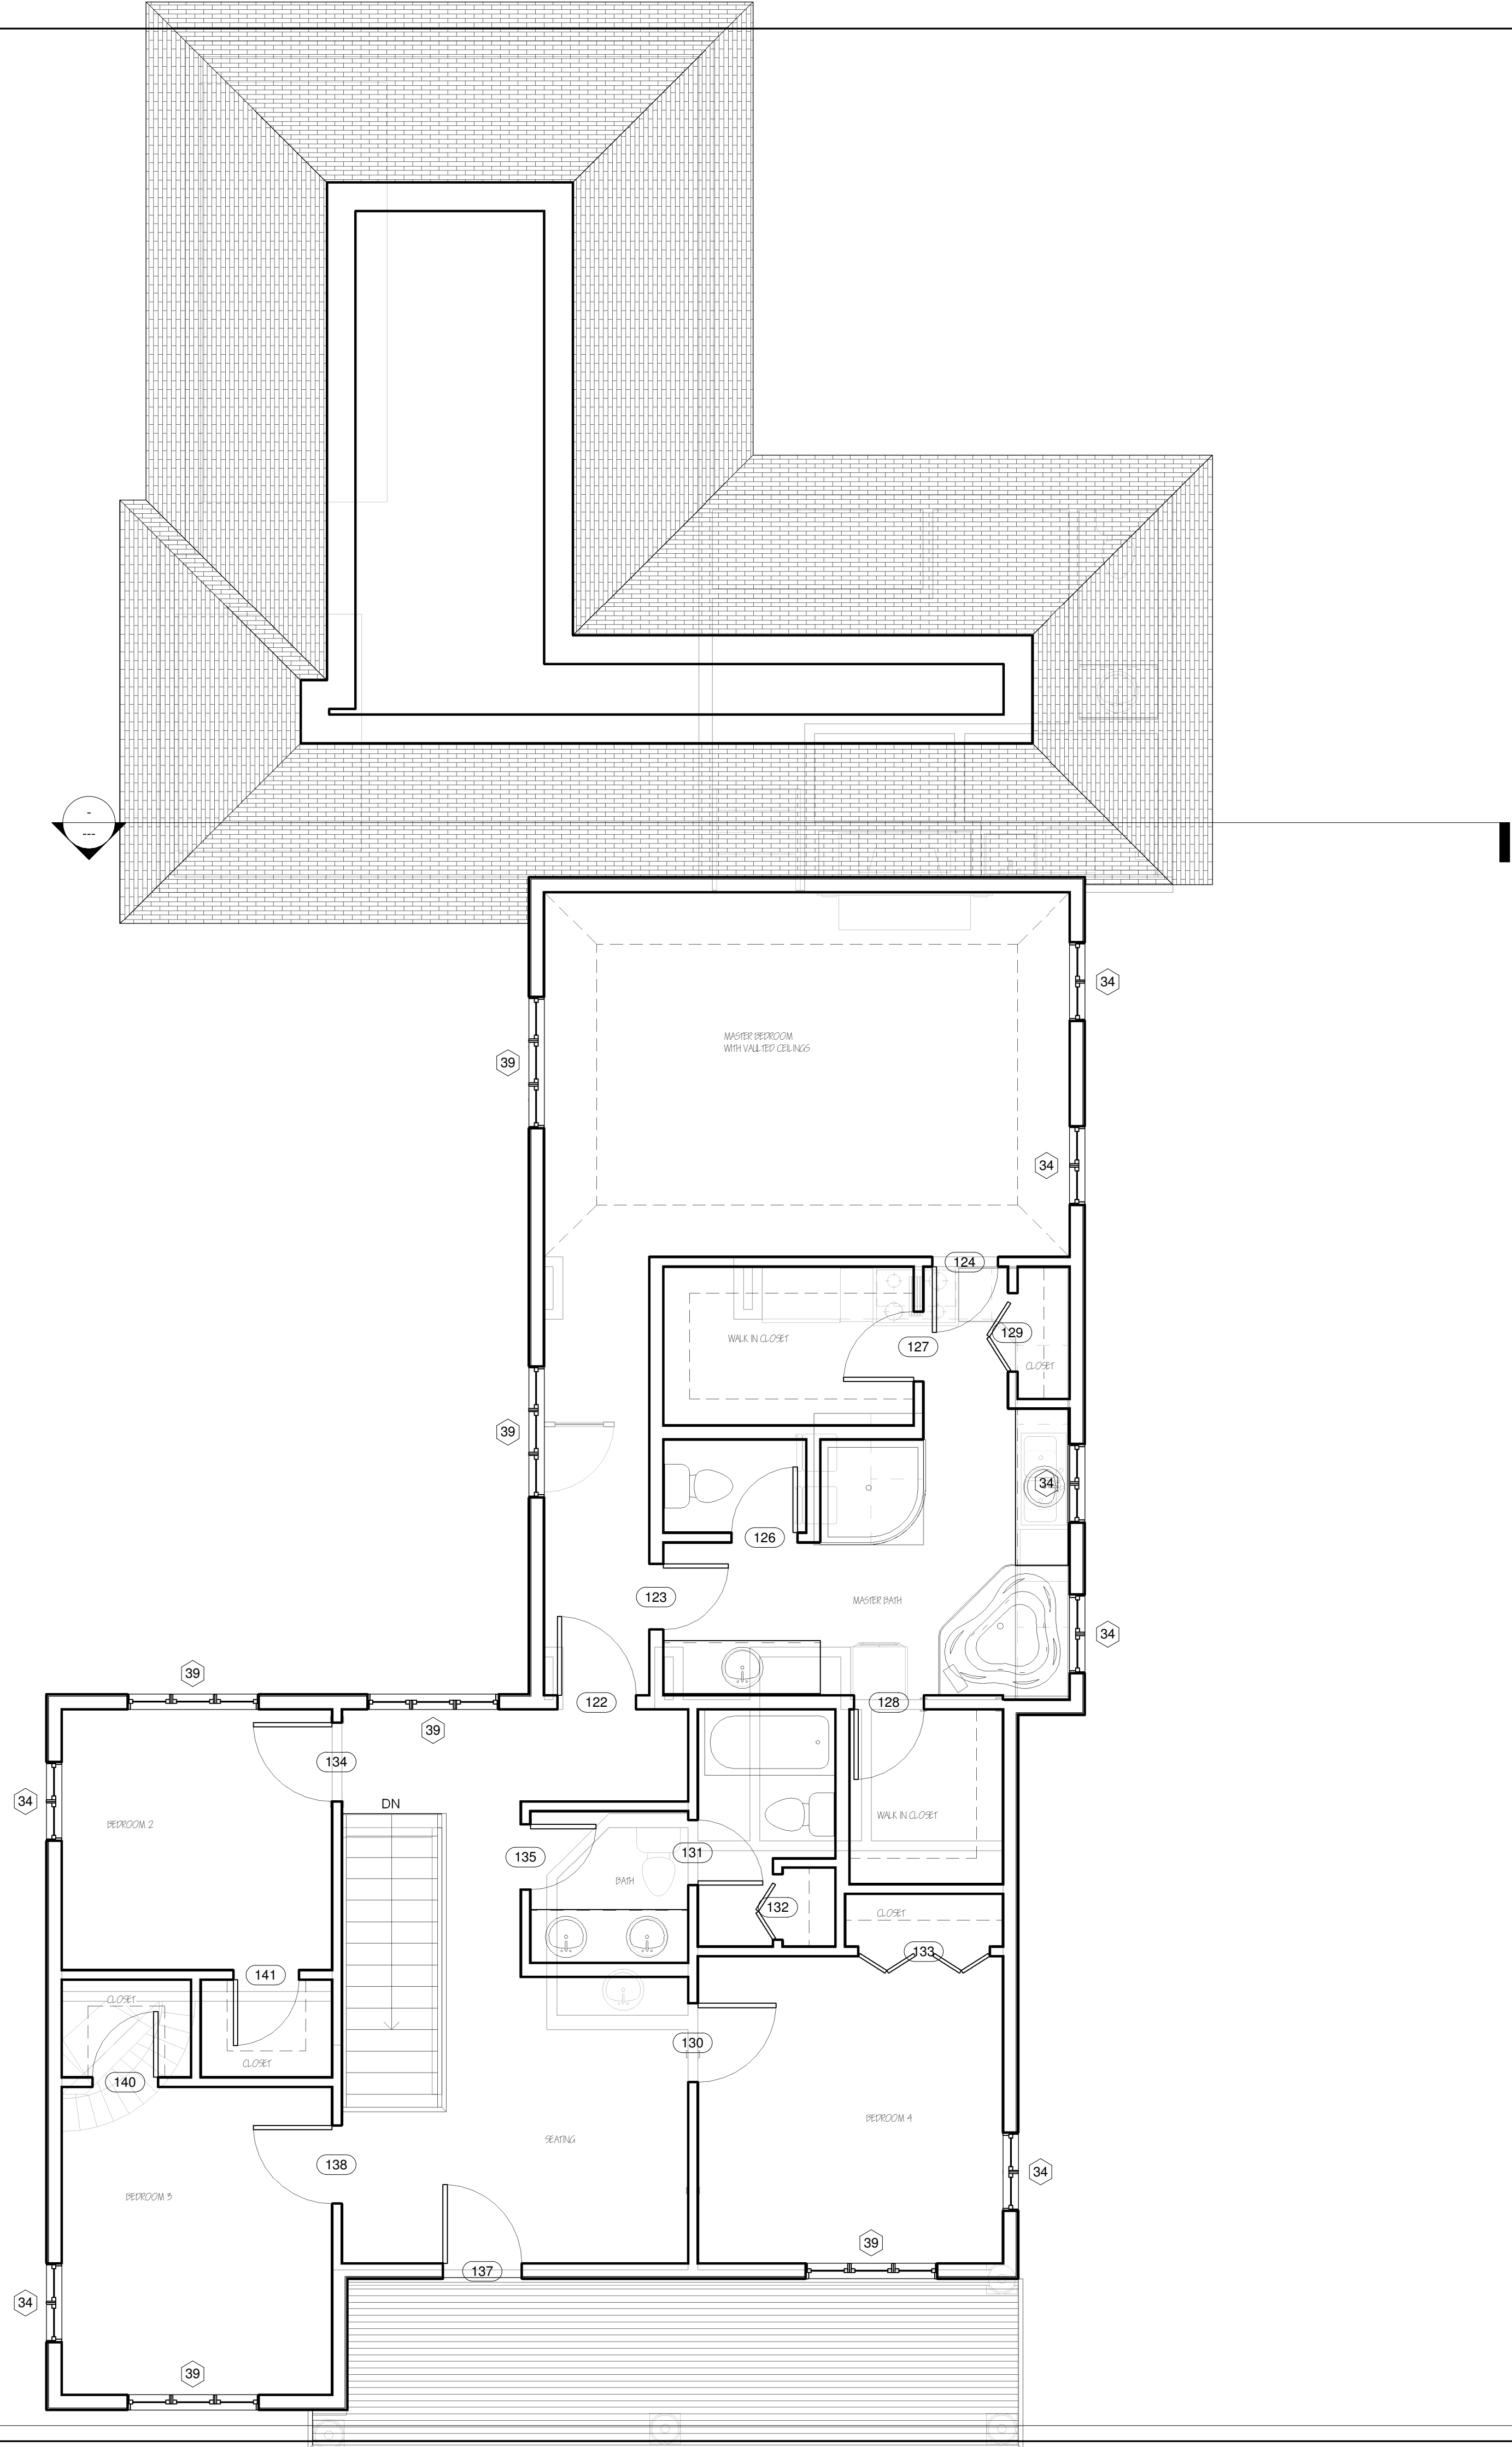 -
---
34
MASTER BEDROOM
WITH VAULTED CEILINGS
39
34
124
129
WALK IN CLOSET
127
CLOSET
39
34
126
123
MASTER BATH
34
39
122
128
39
134
34
DN
BEDROOM 2
WALK IN CLOSET
135
131
BATH
132
CLOSET
133
141
CLOSET
130
CLOSET
140
BEDROOM 4
SEATING
138
34
BEDROOM 3
39
137
34
39